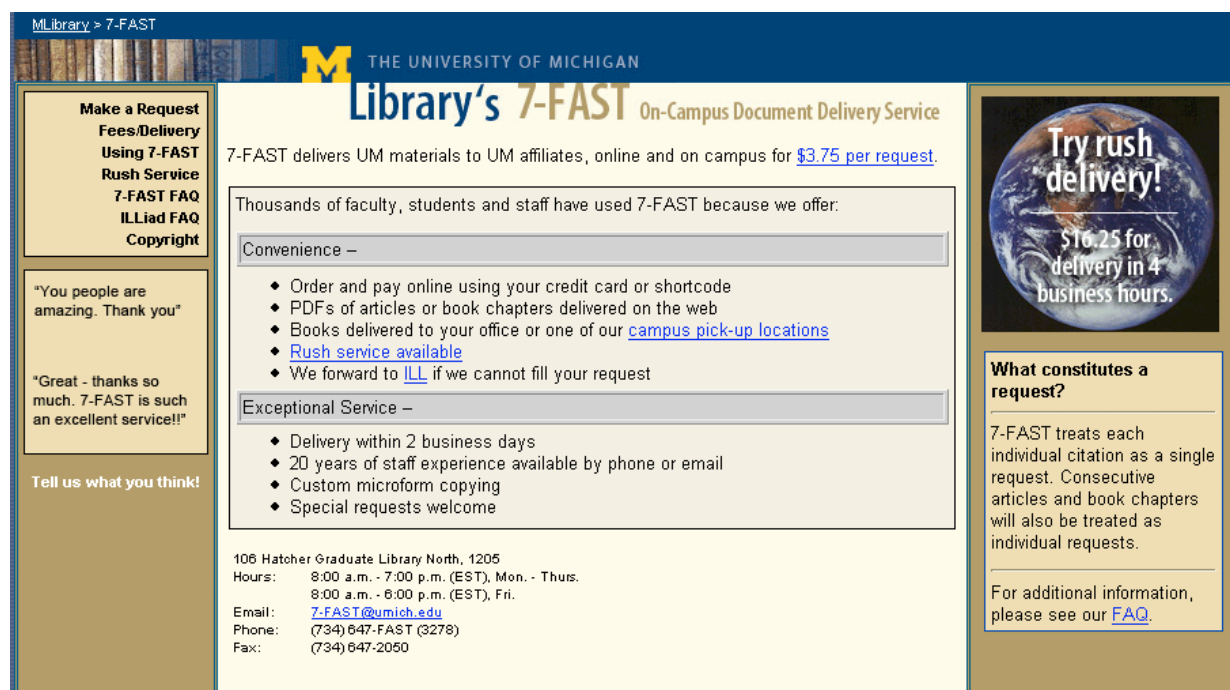 MLibrary > 7-FAST
THE UNIVERSITY OF MICHIGAN
Library's 7-FAST On-Campus Document Delivery Service
Make a Request
Fees/Delivery
Using 7-FAST
Rush Service
7-FAST FAQ
ILLiad FAQ
Copyright
“You people are
amazing. Thank you”
“Great - thanks so
much. 7-FAST is such
an excellent service!!”
Tell us what you think!
7-FAST delivers UM materials to UM affiliates, online and on campus for $3.75 per request.
Thousands of faculty, students and staff have used 7-FAST because we offer:
Convenience –
◆ Order and pay online using your credit card or shortcode
◆ PDFs of articles or book chapters delivered on the web
◆ Books delivered to your office or one of our campus pick-up locations
◆ Rush service available
◆ We forward to ILL if we cannot fill your request
Exceptional Service –
◆ Delivery within 2 business days
◆ 20 years of staff experience available by phone or email
◆ Custom microform copying
◆ Special requests welcome
106 Hatcher Graduate Library North, 1205
Hours: 8:00 a.m. - 7:00 p.m. (EST), Mon. - Thurs.
8:00 a.m. - 6:00 p.m. (EST), Fri.
Email: 7-FAST@umich.edu
Phone: (734) 647-FAST (3278)
Fax: (734) 647-2050
Try rush
delivery!
$16.25 for
delivery in 4
business hours.
What constitutes a
request?
7-FAST treats each
individual citation as a single
request. Consecutive
articles and book chapters
will also be treated as
individual requests.
For additional information,
please see our FAQ.